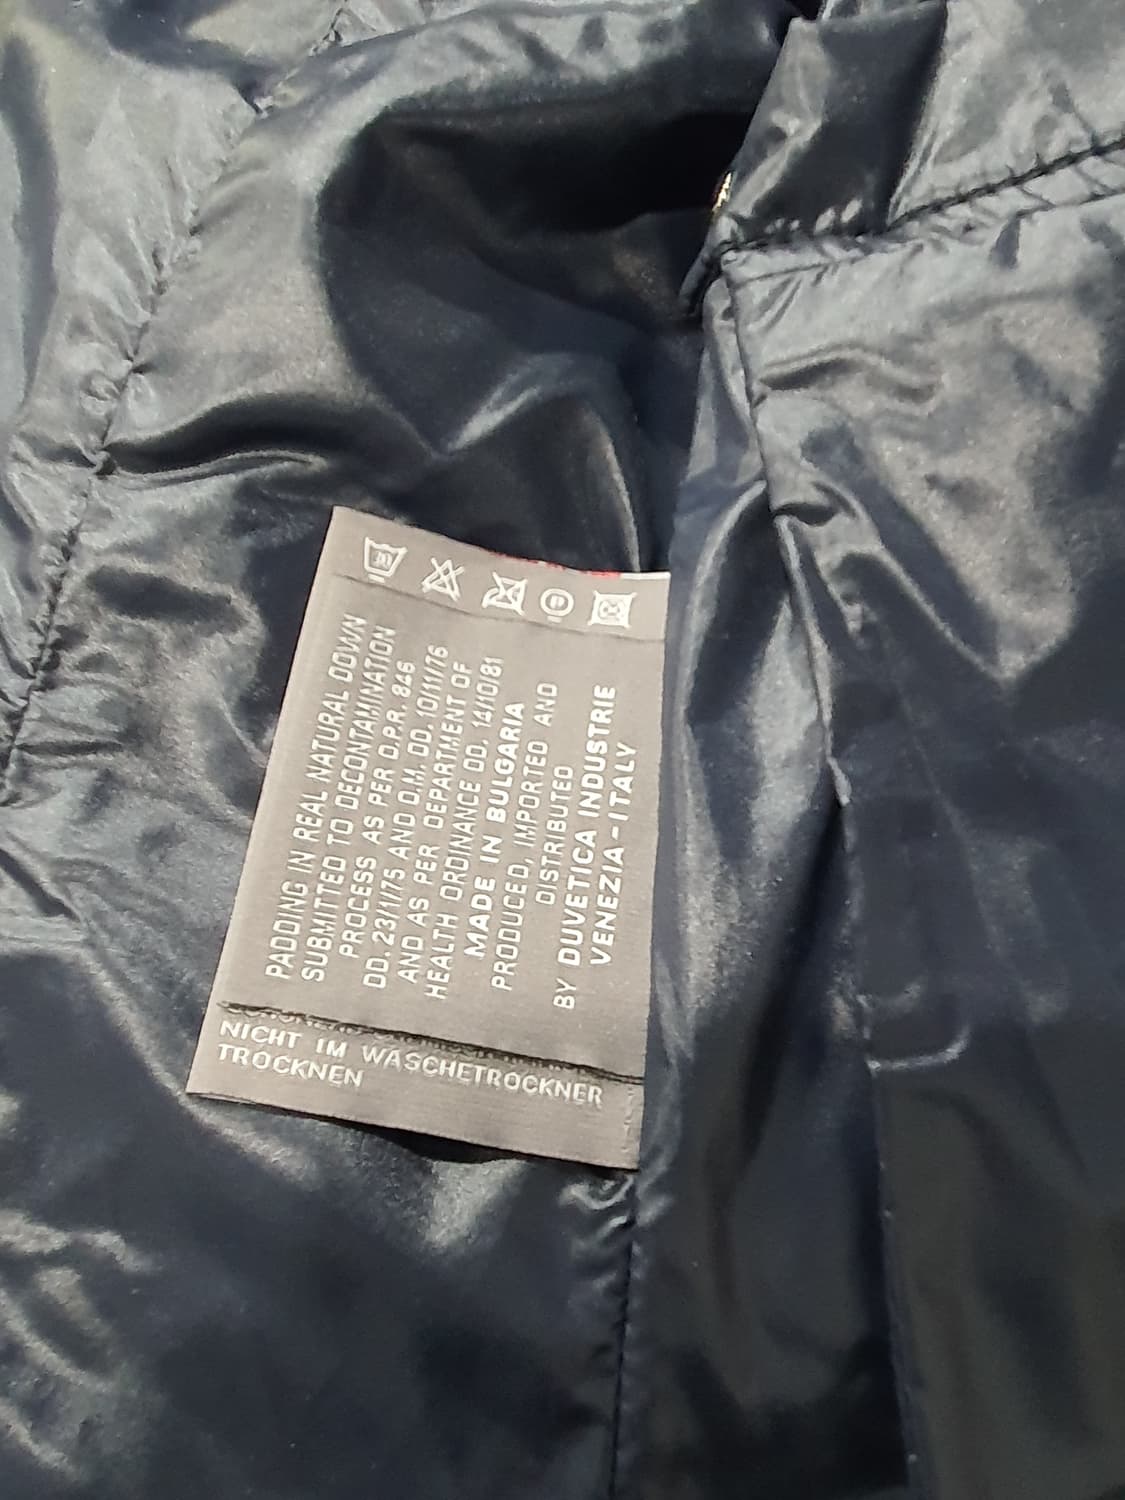 PADDING IN REAL NATURAL DOWN
SUBMITTED TO DECONTAMINATION
PROCESS AS PER D.P.R. 845
DD. 23/1/75 AND D.M. DD. 10/11/76
AND AS PER DEPARTMENT OF
HEALTH ORDINANCE DD. 14/10/81
MADE IN BULGARIA
PRODUCED, IMPORTED AND
DISTRIBUTED
BY DUVETICA INDUSTRIE
VENEZIA-ITALY
NICHT IM WASCHETROCKNER
TROCKNEN